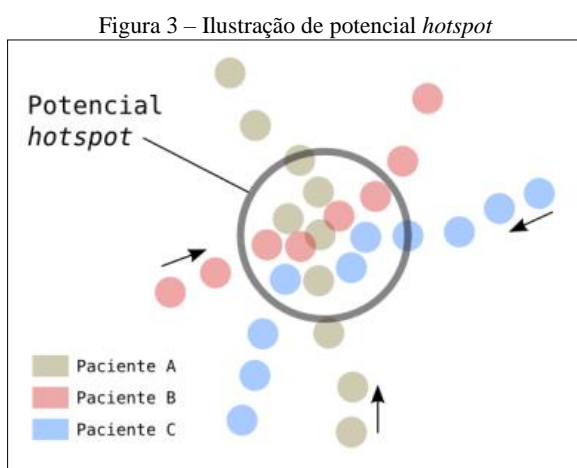 Figura 3 – Ilustração de potencial hotspot
Potencial
hotspot
Paciente A
Paciente B
Paciente C